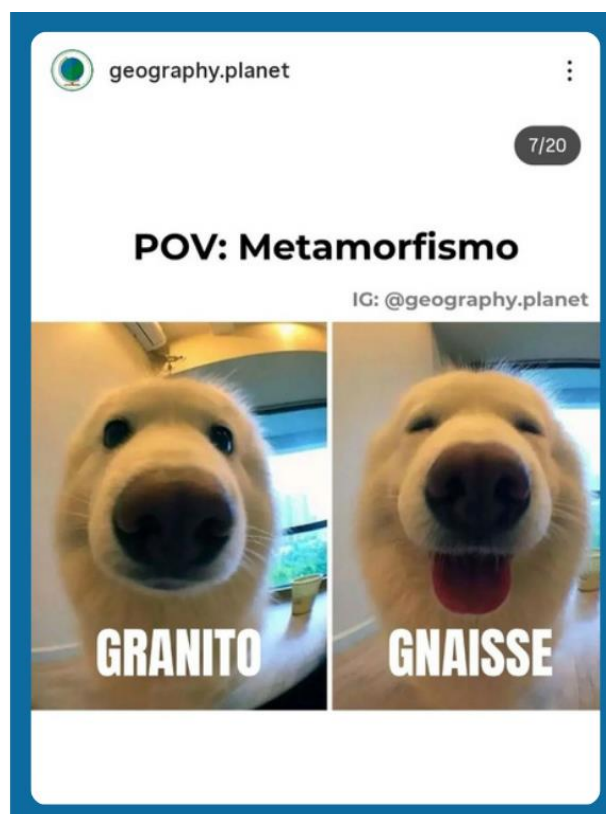 geography.planet
7/20
POV: Metamorfismo
IG: @geography.planet
GRANITO
GNAISSE